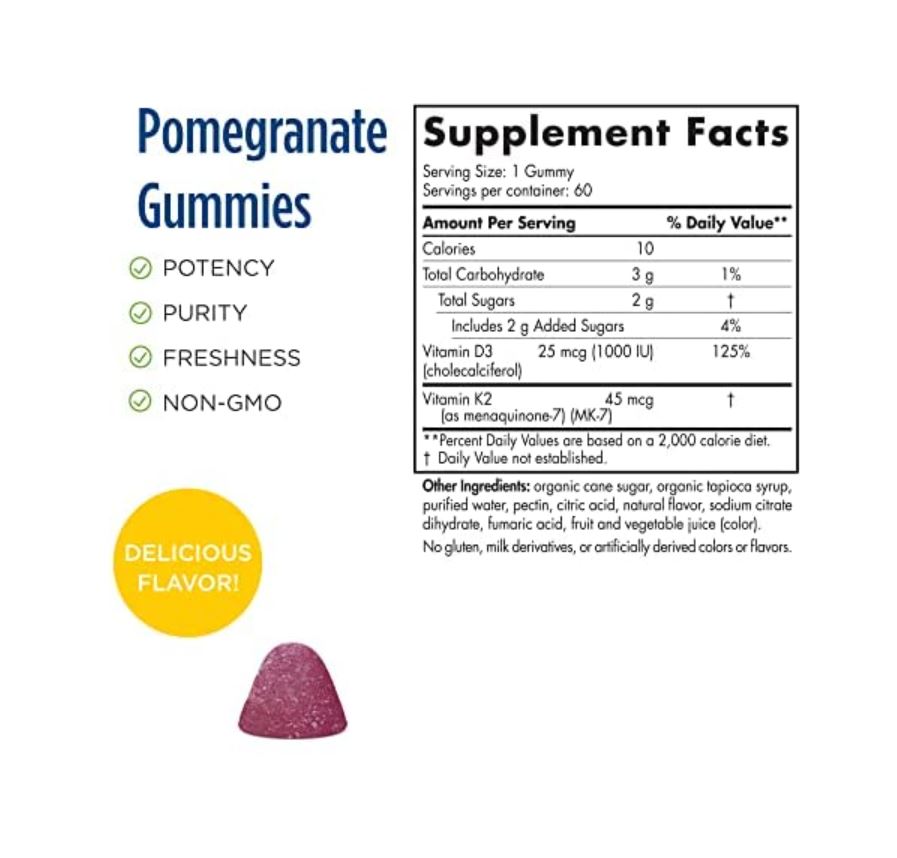 Pomegranate
Gummies
POTENCY
PURITY
FRESHNESS
NON-GMO
DELICIOUS
FLAVOR!
Supplement Facts
Serving Size: 1 Gummy
Servings per container: 60
Amount Per Serving % Daily Value**
Calories 10
Total Carbohydrate 3 g 1%
Total Sugars 2 g †
Includes 2 g Added Sugars 4%
Vitamin D3 25 mcg (1000 IU) 125%
(cholecalciferol)
Vitamin K2 45 mcg †
(as menaquinone-7) (MK-7)
**Percent Daily Values are based on a 2,000 calorie diet.
† Daily Value not established.
Other Ingredients: organic cane sugar, organic tapioca syrup,
purified water, pectin, citric acid, natural flavor, sodium citrate
dihydrate, fumaric acid, fruit and vegetable juice (color).
No gluten, milk derivatives, or artificially derived colors or flavors.